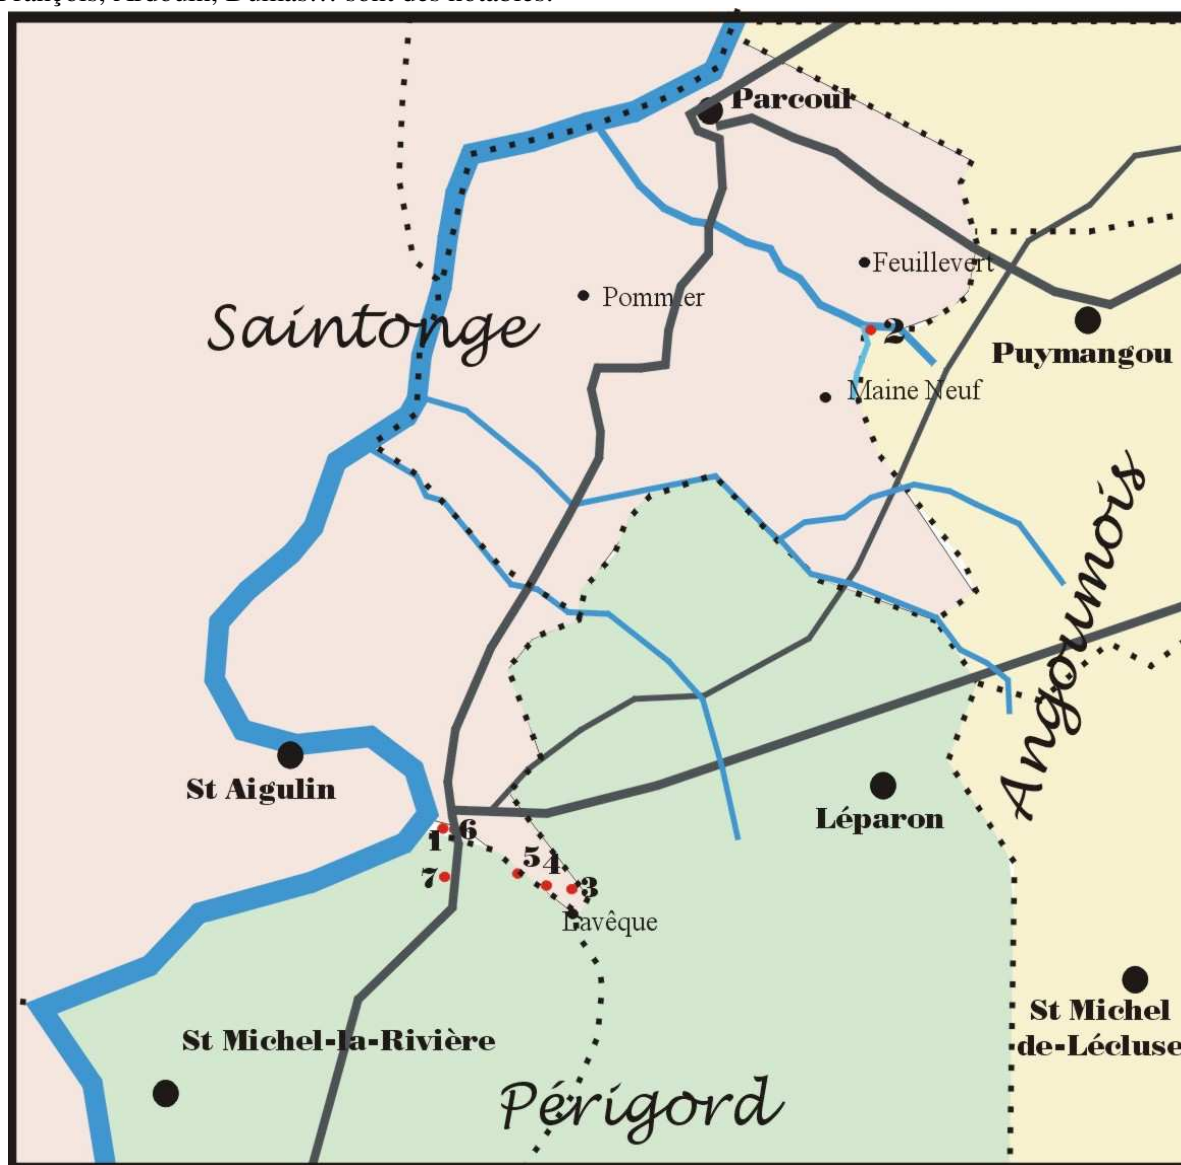 François, Ardouin, Dumas… sont des notables.
Parcoul
Feuillevert
Pommier
Saintonge
2
Puymangou
Maine Neuf
Angoumois
St Aigulin
Léparon
6
1
5
4
7
3
Lavêque
St Michel
de-Lécluse
St Michel-la-Rivière
Périgord